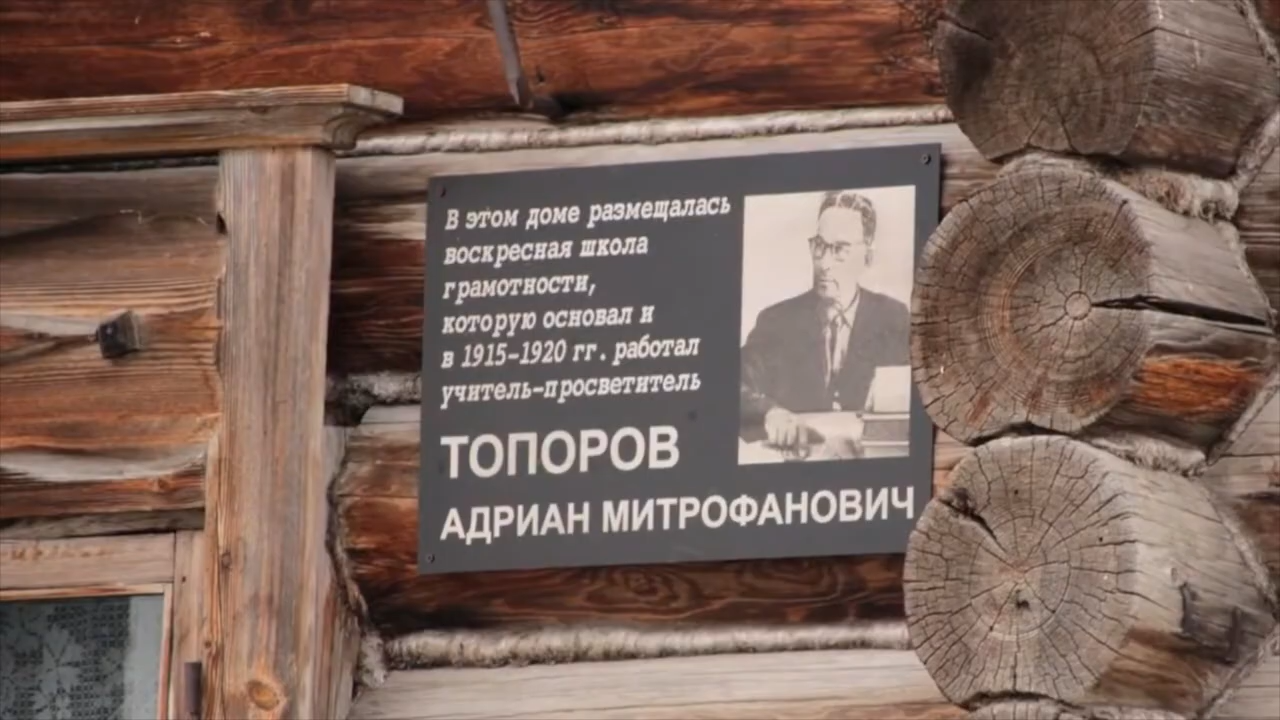 В этом доме размещалась
воскресная школа
грамотности,
которую основал и
в 1915-1920 гг. работал
учитель-просветитель
ТОПОРОВ
АДРИАН МИТРОФАНОВИЧ